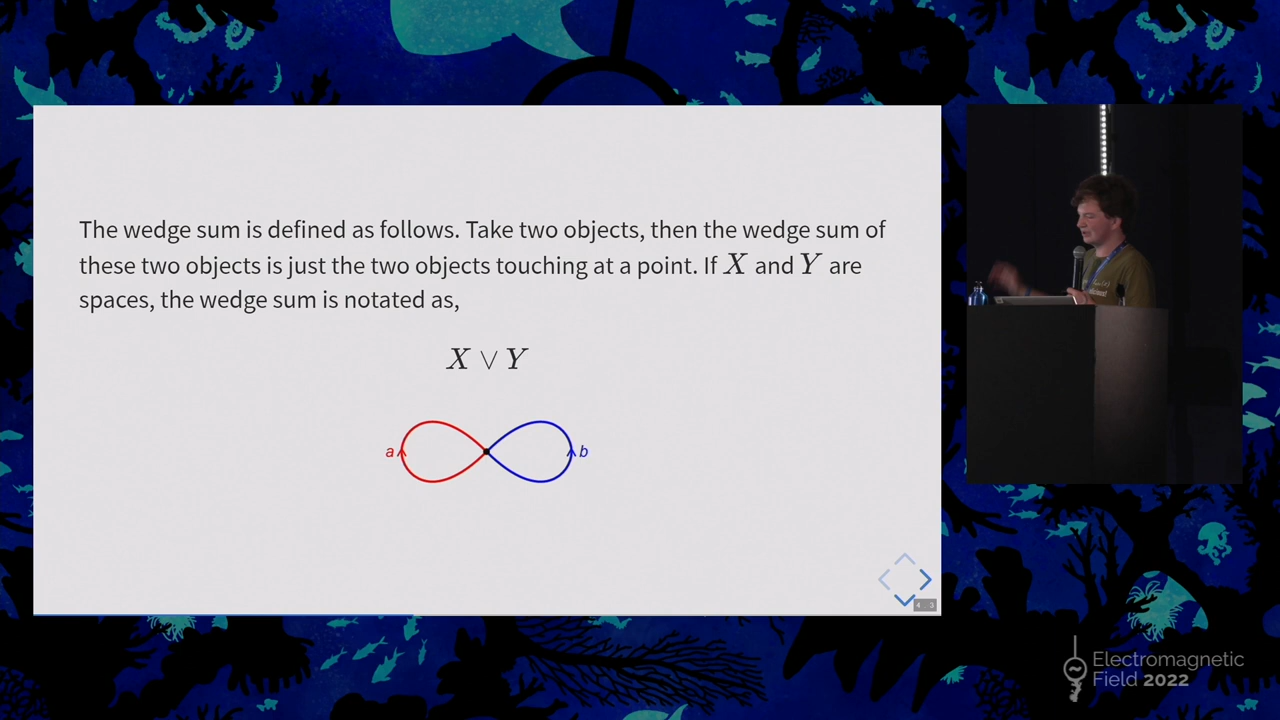 The wedge sum is defined as follows. Take two objects, then the wedge sum of
these two objects is just the two objects touching at a point. If X and Y are
spaces, the wedge sum is notated as,
X ∨ Y
a b
4 . 3
Electromagnetic
Field 2022